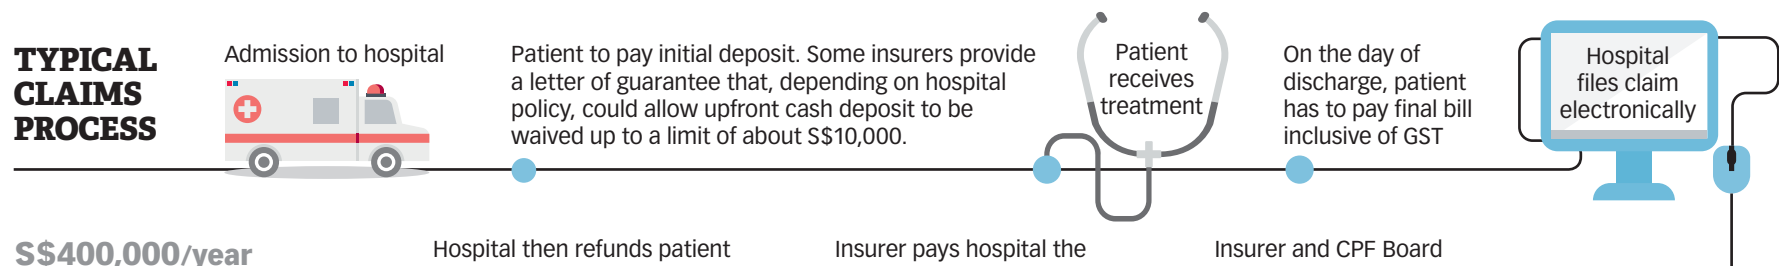 TYPICAL
CLAIMS
PROCESS
Admission to hospital
Patient to pay initial deposit. Some insurers provide
a letter of guarantee that, depending on hospital
policy, could allow upfront cash deposit to be
waived up to a limit of about S$10,000.
Patient
receives
treatment
On the day of
discharge, patient
has to pay final bill
inclusive of GST
Hospital
files claim
electronically
S$400,000/year
Hospital then refunds patient
Insurer pays hospital the
Insurer and CPF Board